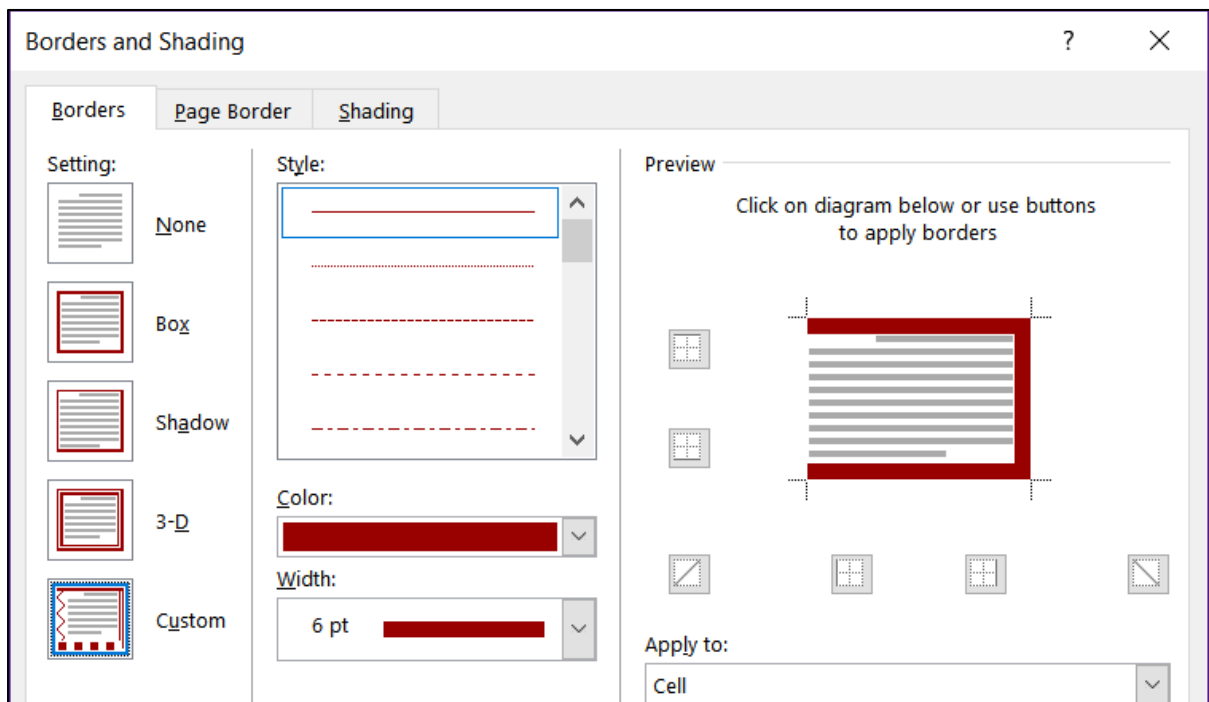 Borders and Shading
?
Borders
Page Border
Shading
Setting:
None
Box
Shadow
3-D
Custom
Style:
Color:
Width:
6 pt
Preview
Click on diagram below or use buttons
to apply borders
Apply to:
Cell